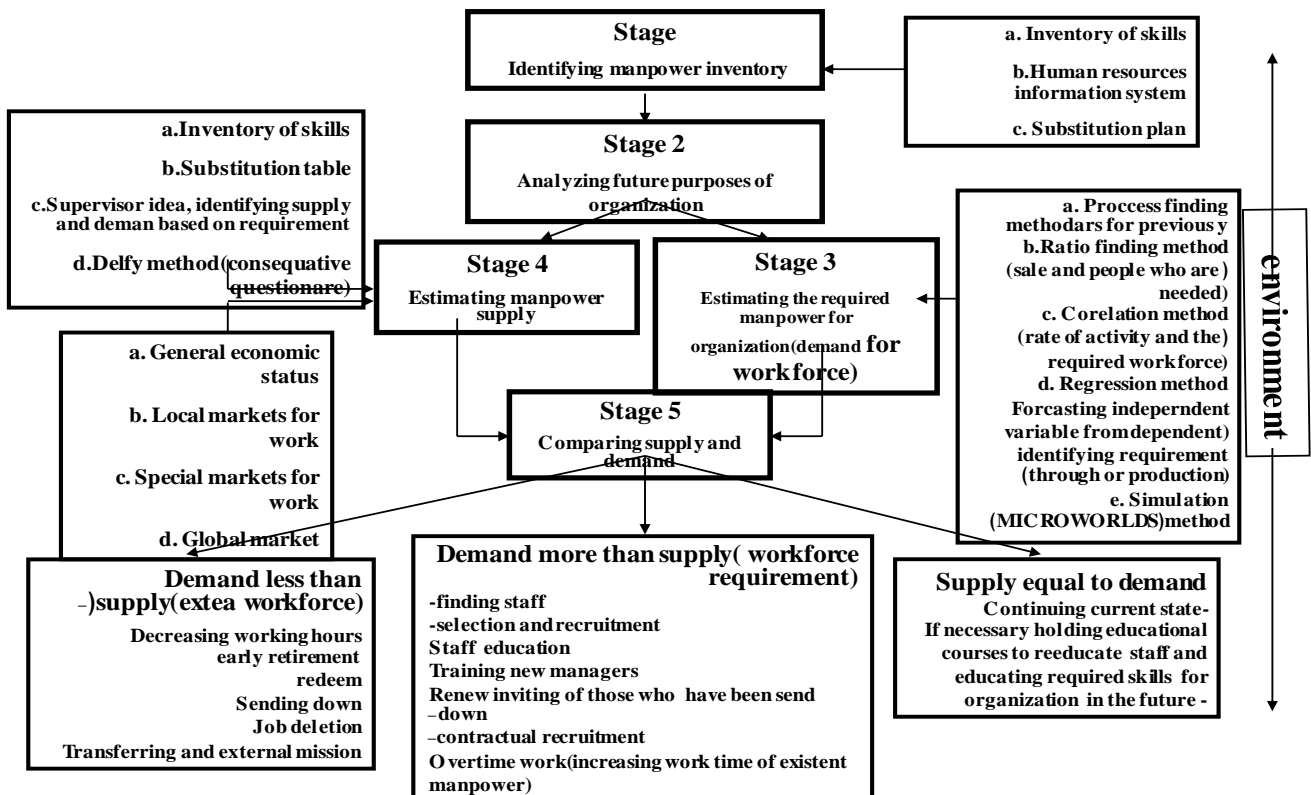 Stage
Identifying manpower inventory
a. Inventory of skills
b.Human resources
information system
c. Substitution plan
a.Inventory of skills
b.Substitution table
c.Supervisor idea, identifying supply
and deman based on requirement
d.Delfy method(consequative
questionare)
Stage 2
Analyzing future purposes of
organization
Stage 4
Estimating manpower
supply
Stage 3
Estimating the required
manpower for
organization(demand for
workforce)
a. Proccess finding
methodars for previous y
b.Ratio finding method
(sale and people who are )
needed)
c. Corelation method
(rate of activity and the)
required workforce)
d. Regression method
Forcasting indeperndent
variable from dependent)
identifying requirement
(through or production)
e. Simulation
(MICROWORLDS)method
environment
a. General economic
status
b. Local markets for
work
c. Special markets for
work
d. Global market
Stage 5
Comparing supply and
demand
Demand less than
–)supply(extea workforce)
Decreasing working hours
early retirement
redeem
Sending down
Job deletion
Transferring and external mission
Demand more than supply( workforce
requirement)
-finding staff
-selection and recruitment
Staff education
Training new managers
Renew inviting of those who have been send
–down
–contractual recruitment
Overtime work(increasing work time of existent
manpower)
Supply equal to demand
Continuing current state-
If necessary holding educational
courses to reeducate staff and
educating required skills for
organization in the future -